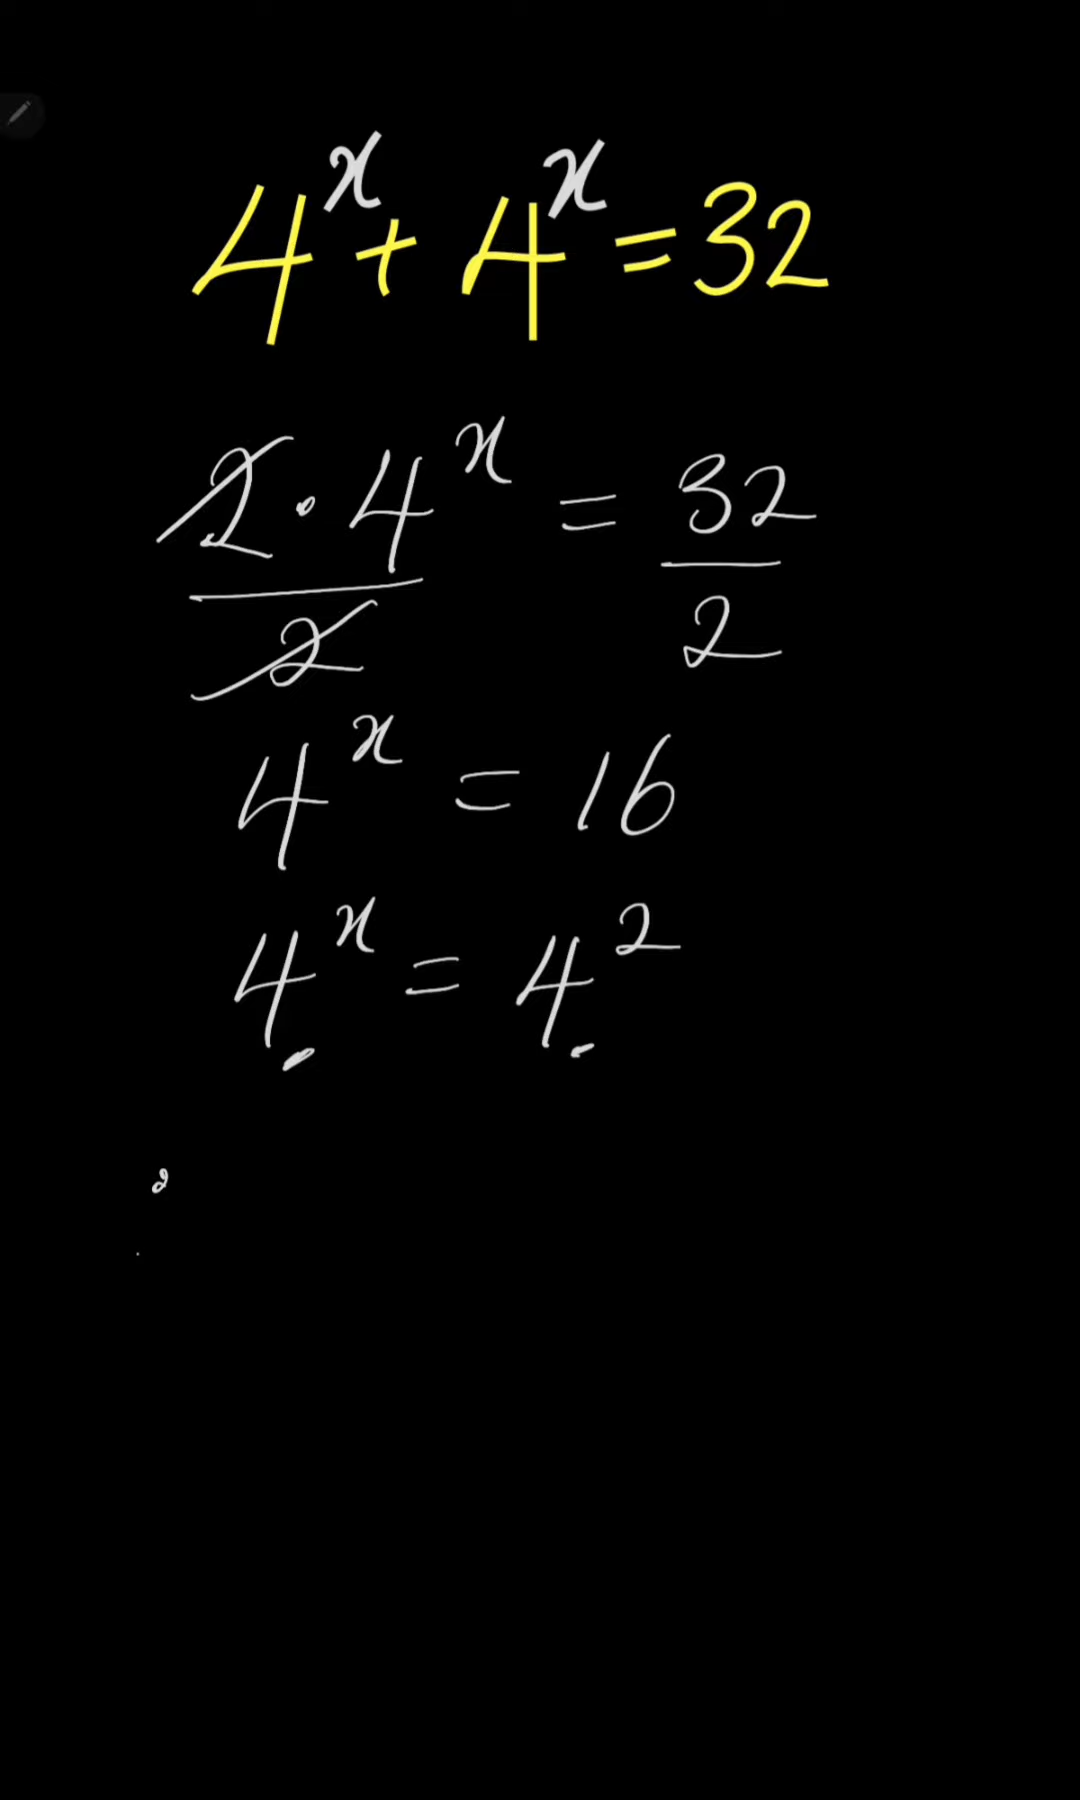 4^x + 4^x = 32
2 · 4^x / 2 = 32 / 2
4^x = 16
4^x = 4^2